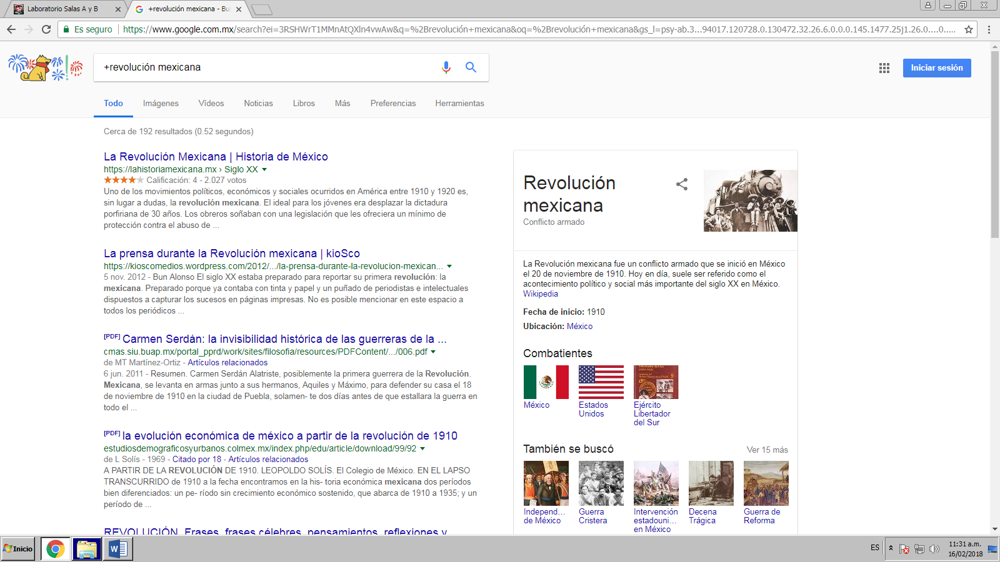 Laboratorio Salas A y B
+revolución mexicana - Bu
Es seguro
https://www.google.com.mx/search?ei=3RSHWrT1MMnAtQXln4vwAw&q=%2Brevolución+mexicana&oq=%2Brevolución+mexicana&gs_l=psy-ab.3...94017.120728.0.130472.32.26.6.0.0.0.145.1477.25j1.26.0....0.....
+revolución mexicana
Iniciar sesión
Todo Imágenes Vídeos Noticias Libros Más Preferencias Herramientas
Cerca de 192 resultados (0.52 segundos)
La Revolución Mexicana | Historia de México
https://lahistoriamexicana.mx › Siglo XX
Calificación: 4 - 2.027 votos
Uno de los movimientos políticos, económicos y sociales ocurridos en América entre 1910 y 1920 es,
sin lugar a dudas, la revolución mexicana. El ideal para los jóvenes era desplazar la dictadura
porfiriana de 30 años. Los obreros soñaban con una legislación que les ofreciera un mínimo de
protección contra el abuso de ...
La prensa durante la Revolución mexicana | kioSco
https://kioscomedios.wordpress.com/2012/.../la-prensa-durante-la-revolucion-mexican...
5 nov. 2012 - Bun Alonso El siglo XX estaba preparado para reportar su primera revolución: la
mexicana. Preparado porque ya contaba con tinta y papel y un puñado de periodistas e intelectuales
dispuestos a capturar los sucesos en páginas impresas. No es posible mencionar en este espacio a
todos los periódicos ...
[PDF] Carmen Serdán: la invisibilidad histórica de las guerreras de la ...
cmas.siu.buap.mx/portal_pprd/work/sites/filosofia/resources/PDFContent/.../006.pdf
de MT Martínez-Ortiz - Artículos relacionados
6 jun. 2011 - Resumen. Carmen Serdán Alatriste, posiblemente la primera guerrera de la Revolución.
Mexicana, se levanta en armas junto a sus hermanos, Aquiles y Máximo, para defender su casa el 18
de noviembre de 1910 en la ciudad de Puebla, solamen- te dos días antes de que estallara la guerra en
todo el ...
[PDF] la evolución económica de méxico a partir de la revolución de 1910
estudiosdemograficosyurbanos.colmex.mx/index.php/edu/article/download/99/92
de L Solís - 1969 - Citado por 18 - Artículos relacionados
A PARTIR DE LA REVOLUCIÓN DE 1910. LEOPOLDO SOLÍS. El Colegio de México. EN EL LAPSO
TRANSCURRIDO de 1910 a la fecha encontramos en la his- toria económica mexicana dos períodos
bien diferenciados: un pe- ríodo sin crecimiento económico sostenido, que abarca de 1910 a 1935; y un
período de ...
REVOLUCIÓN. Frases, frases célebres, pensamientos, reflexiones y
Revolución
mexicana
Conflicto armado
La Revolución mexicana fue un conflicto armado que se inició en México
el 20 de noviembre de 1910. Hoy en día, suele ser referido como el
acontecimiento político y social más importante del siglo XX en México.
Wikipedia
Fecha de inicio: 1910
Ubicación: México
Combatientes
México
Estados
Unidos
Ejército
Libertador
del Sur
También se buscó
Ver 15 más
Independ...
de México
Guerra
Cristera
Intervención
estadouni...
en México
Decena
Trágica
Guerra de
Reforma
Inicio
ES
11:31 a.m.
16/02/2018